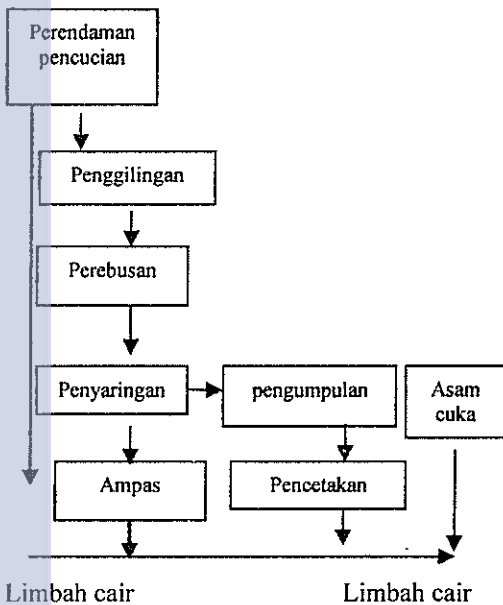 Perendaman
pencucian
Penggilingan
Perebusan
Penyaringan
pengumpulan
Asam
cuka
Ampas
Pencetakan
Limbah cair
Limbah cair